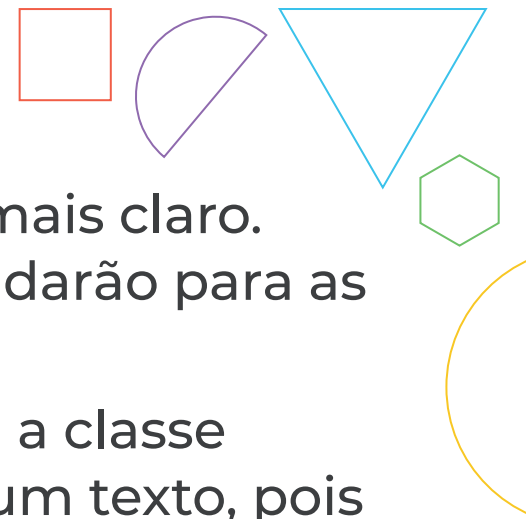 mais claro.
darão para as
a classe
um texto, pois